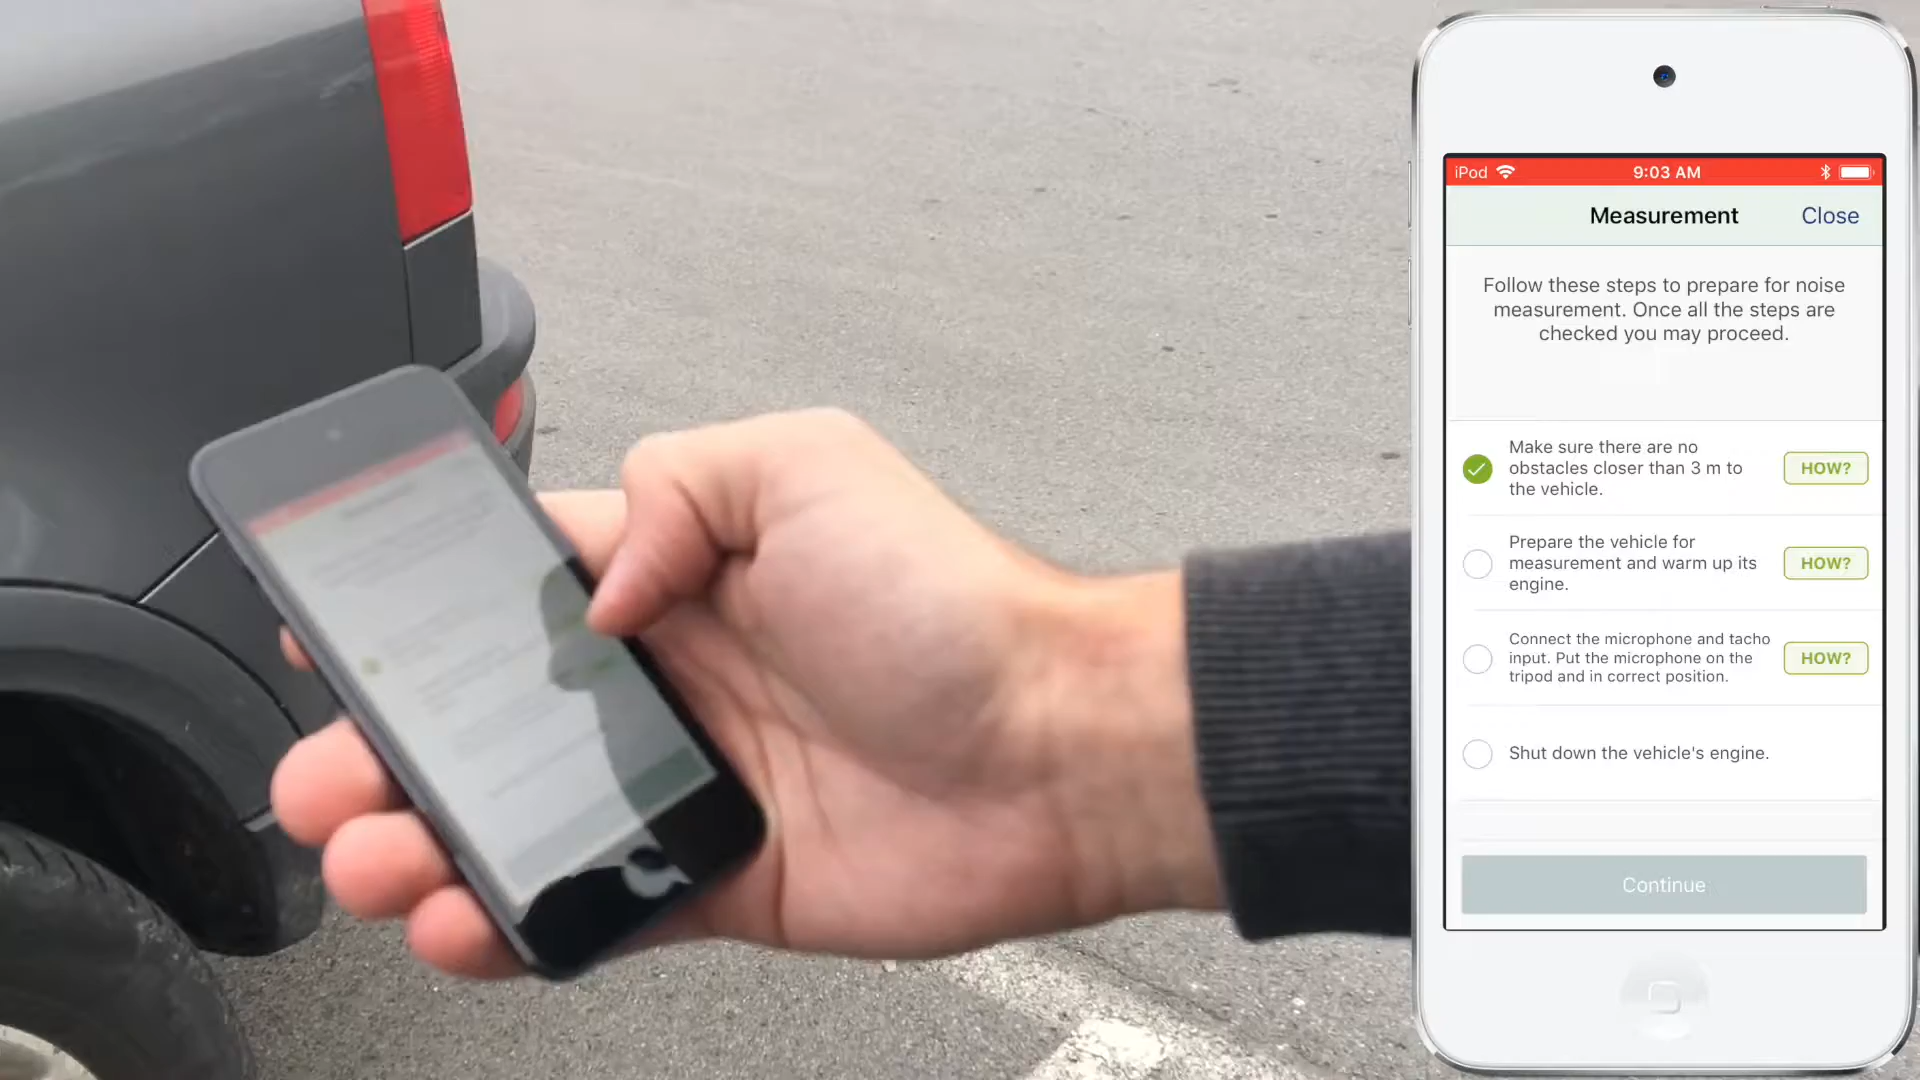 iPod 9:03 AM
Measurement Close
Follow these steps to prepare for noise
measurement. Once all the steps are
checked you may proceed.
Make sure there are no
obstacles closer than 3 m to
the vehicle.
HOW?
Prepare the vehicle for
measurement and warm up its
engine.
HOW?
Connect the microphone and tacho
input. Put the microphone on the
tripod and in correct position.
HOW?
Shut down the vehicle's engine.
Continue